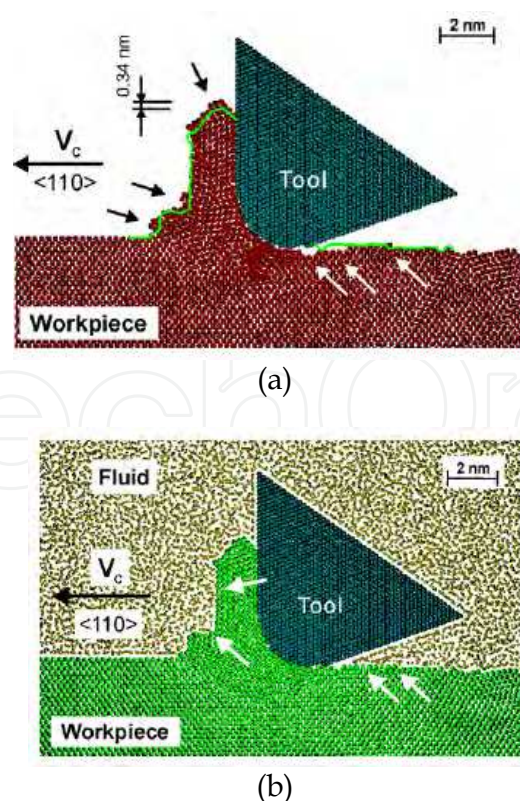 2 nm
0.34 nm
Vc
<110>
Tool
Workpiece
(a)
Fluid
2 nm
Vc
<110>
Tool
Workpiece
(b)